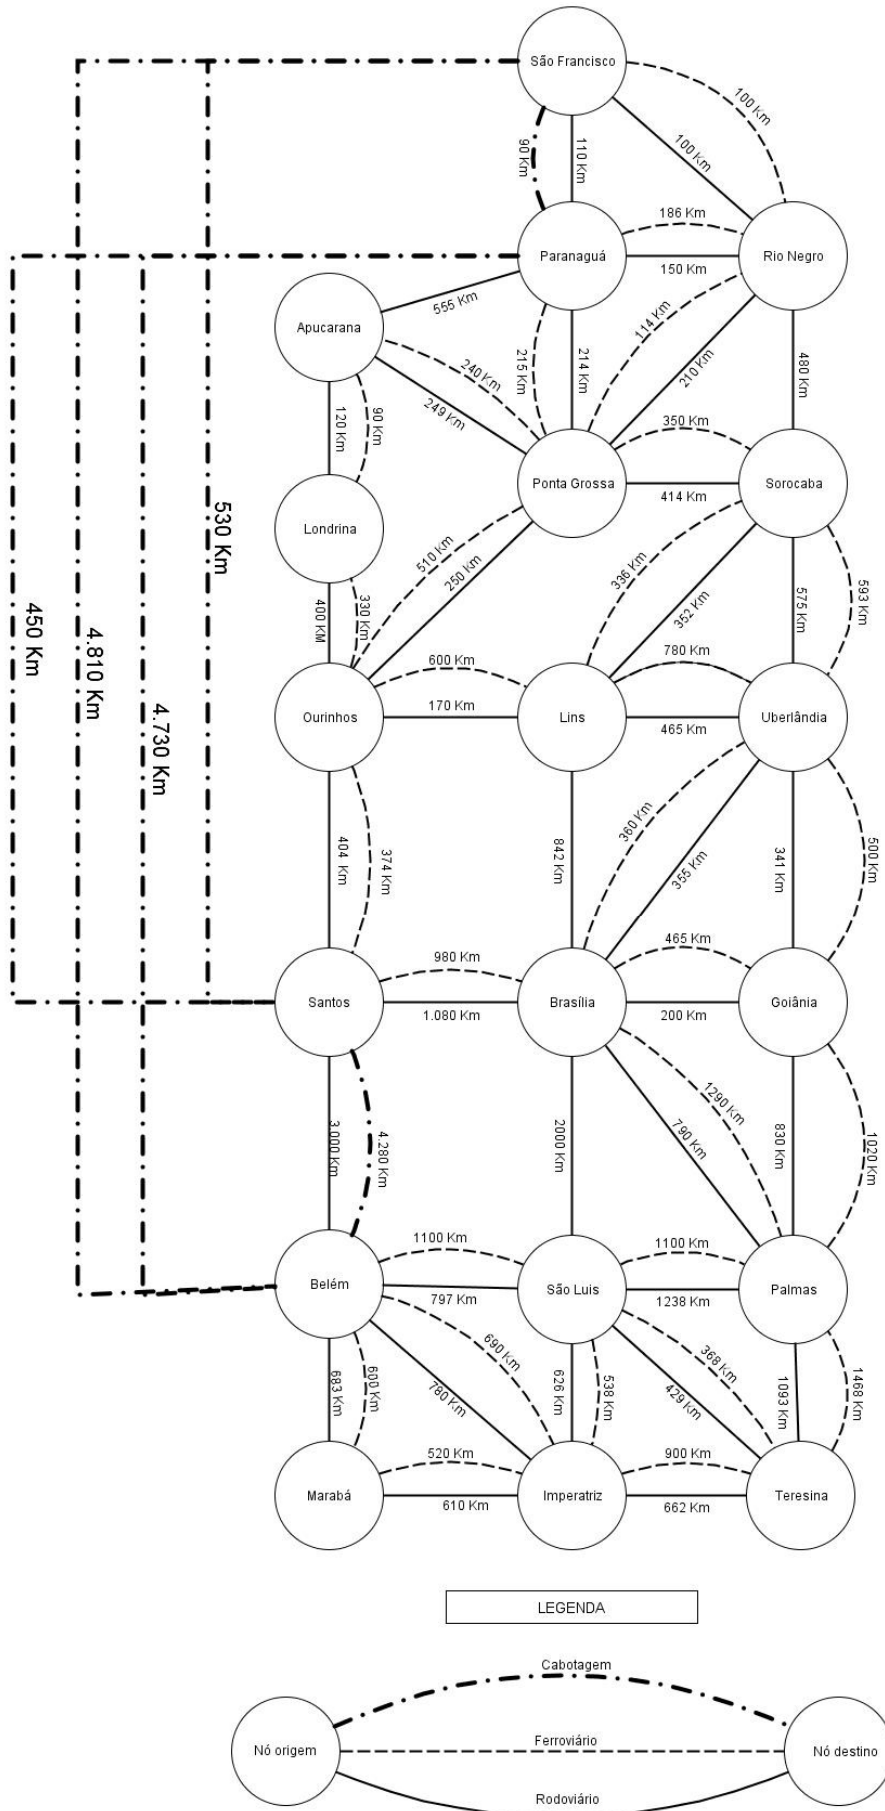 São Francisco
100 Km
90 Km
110 Km
100 Km
186 Km
Paranaguá
150 Km
Rio Negro
555 Km
Apucarana
114 Km
215 Km
214 Km
210 Km
480 Km
240 Km
249 Km
120 Km
90 Km
350 Km
Ponta Grossa
414 Km
Sorocaba
530 Km
Londrina
510 Km
250 Km
336 Km
352 Km
575 Km
593 Km
400 KM
330 Km
450 Km
4.810 Km
4.730 Km
600 Km
780 Km
Ourinhos
170 Km
Lins
465 Km
Uberlândia
404 Km
374 Km
842 Km
360 Km
355 Km
341 Km
500 Km
980 Km
465 Km
Santos
1.080 Km
Brasília
200 Km
Goiânia
3.000 Km
4.280 Km
2000 Km
1290 Km
790 Km
830 Km
1020 Km
1100 Km
1100 Km
Belém
797 Km
São Luis
1238 Km
Palmas
683 Km
600 Km
690 Km
780 Km
626 Km
538 Km
368 Km
429 Km
1093 Km
1468 Km
520 Km
900 Km
Marabá
610 Km
Imperatriz
662 Km
Teresina
LEGENDA
Cabotagem
Nó origem
Ferroviário
Nó destino
Rodoviário